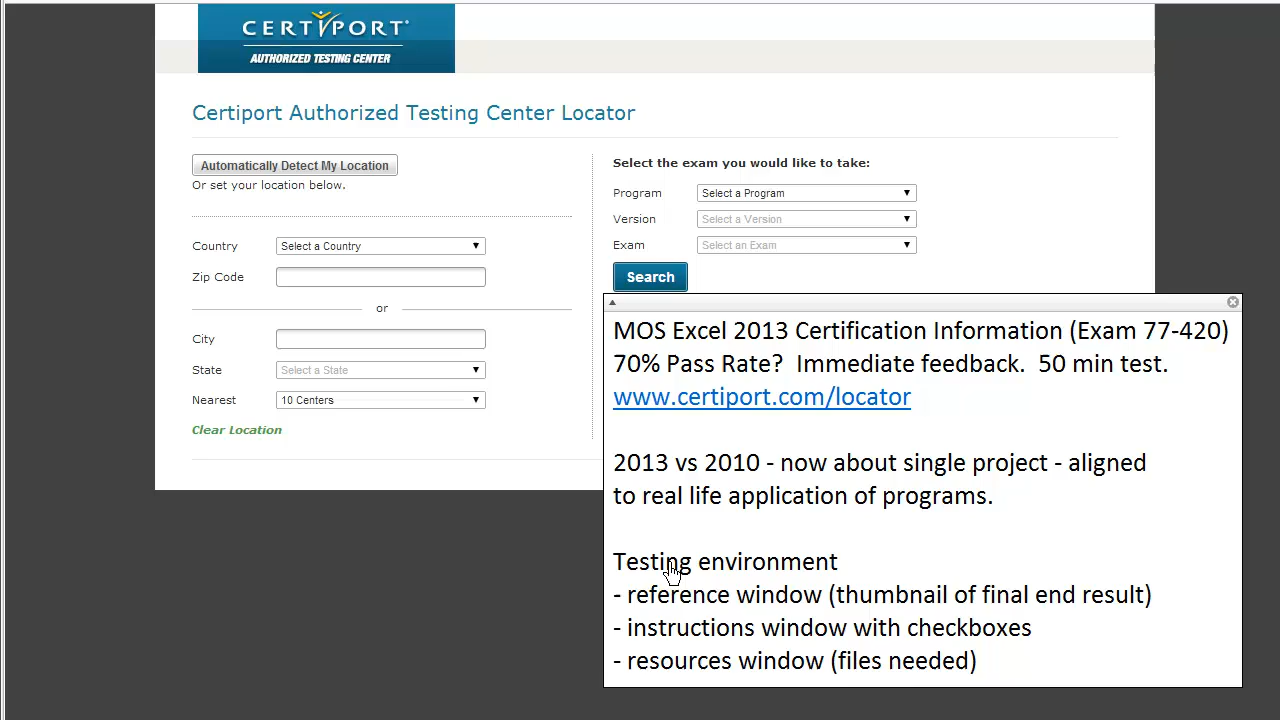 CERTIPORT®
AUTHORIZED TESTING CENTER
Certiport Authorized Testing Center Locator
Automatically Detect My Location
Or set your location below.
Country Select a Country
Zip Code
or
City
State Select a State
Nearest 10 Centers
Clear Location
Select the exam you would like to take:
Program Select a Program
Version Select a Version
Exam Select an Exam
Search
MOS Excel 2013 Certification Information (Exam 77-420)
70% Pass Rate? Immediate feedback. 50 min test.
www.certiport.com/locator
2013 vs 2010 - now about single project - aligned
to real life application of programs.
Testing environment
- reference window (thumbnail of final end result)
- instructions window with checkboxes
- resources window (files needed)